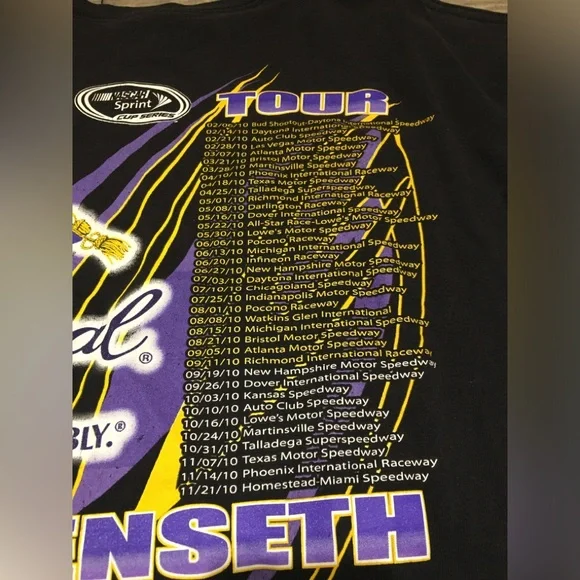 NASCAR
Sprint
CUP SERIES
TOUR
02/06/10 Bud Shootout-Daytona International Speedway
02/14/10 Daytona International Speedway
02/21/10 Auto Club Speedway
02/28/10 Las Vegas Motor Speedway
03/07/10 Atlanta Motor Speedway
03/21/10 Bristol Motor Speedway
03/28/10 Martinsville Speedway
04/10/10 Phoenix International Raceway
04/18/10 Texas Motor Speedway
04/25/10 Talladega Superspeedway
05/01/10 Richmond International Raceway
05/08/10 Darlington Raceway
05/16/10 Dover International Speedway
05/22/10 All-Star Race-Lowe's Motor Speedway
05/30/10 Lowe's Motor Speedway
06/06/10 Pocono Raceway
06/13/10 Michigan International Speedway
06/20/10 Infineon Raceway
06/27/10 New Hampshire Motor Speedway
07/03/10 Daytona International Speedway
07/10/10 Chicagoland Speedway
07/25/10 Indianapolis Motor Speedway
08/01/10 Pocono Raceway
08/08/10 Watkins Glen International
08/15/10 Michigan International Speedway
08/21/10 Bristol Motor Speedway
09/05/10 Atlanta Motor Speedway
09/11/10 Richmond International Raceway
09/19/10 New Hampshire Motor Speedway
09/26/10 Dover International Speedway
10/03/10 Kansas Speedway
10/10/10 Auto Club Speedway
10/16/10 Lowe's Motor Speedway
10/24/10 Martinsville Speedway
10/31/10 Talladega Superspeedway
11/07/10 Texas Motor Speedway
11/14/10 Phoenix International Raceway
11/21/10 Homestead-Miami Speedway
al®
BLY.®
ENSETH